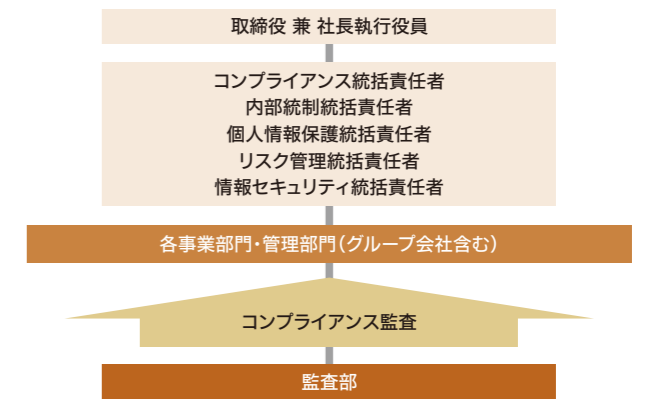 取締役 兼 社長執行役員
コンプライアンス統括責任者
内部統制統括責任者
個人情報保護統括責任者
リスク管理統括責任者
情報セキュリティ統括責任者
各事業部門・管理部門（グループ会社含む）
コンプライアンス監査
監査部